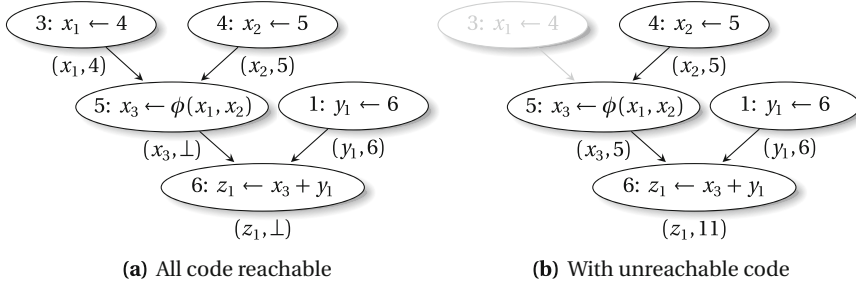 3: x₁ ← 4
4: x₂ ← 5
(x₁,4)
(x₂,5)
5: x₃ ← ϕ(x₁, x₂)
1: y₁ ← 6
(x₃,⊥)
(y₁,6)
6: z₁ ← x₃ + y₁
(z₁,⊥)
(a) All code reachable
3: x₁ ← 4
4: x₂ ← 5
(x₂,5)
5: x₃ ← ϕ(x₁, x₂)
1: y₁ ← 6
(x₃,5)
(y₁,6)
6: z₁ ← x₃ + y₁
(z₁,11)
(b) With unreachable code